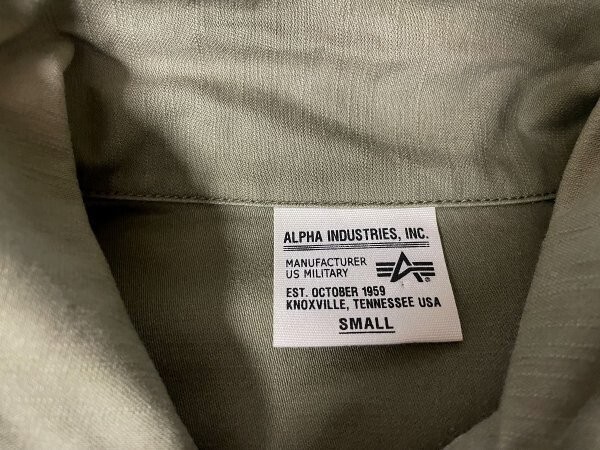 ALPHA INDUSTRIES, INC.
MANUFACTURER
US MILITARY
EST. OCTOBER 1959
KNOXVILLE, TENNESSEE USA
SMALL